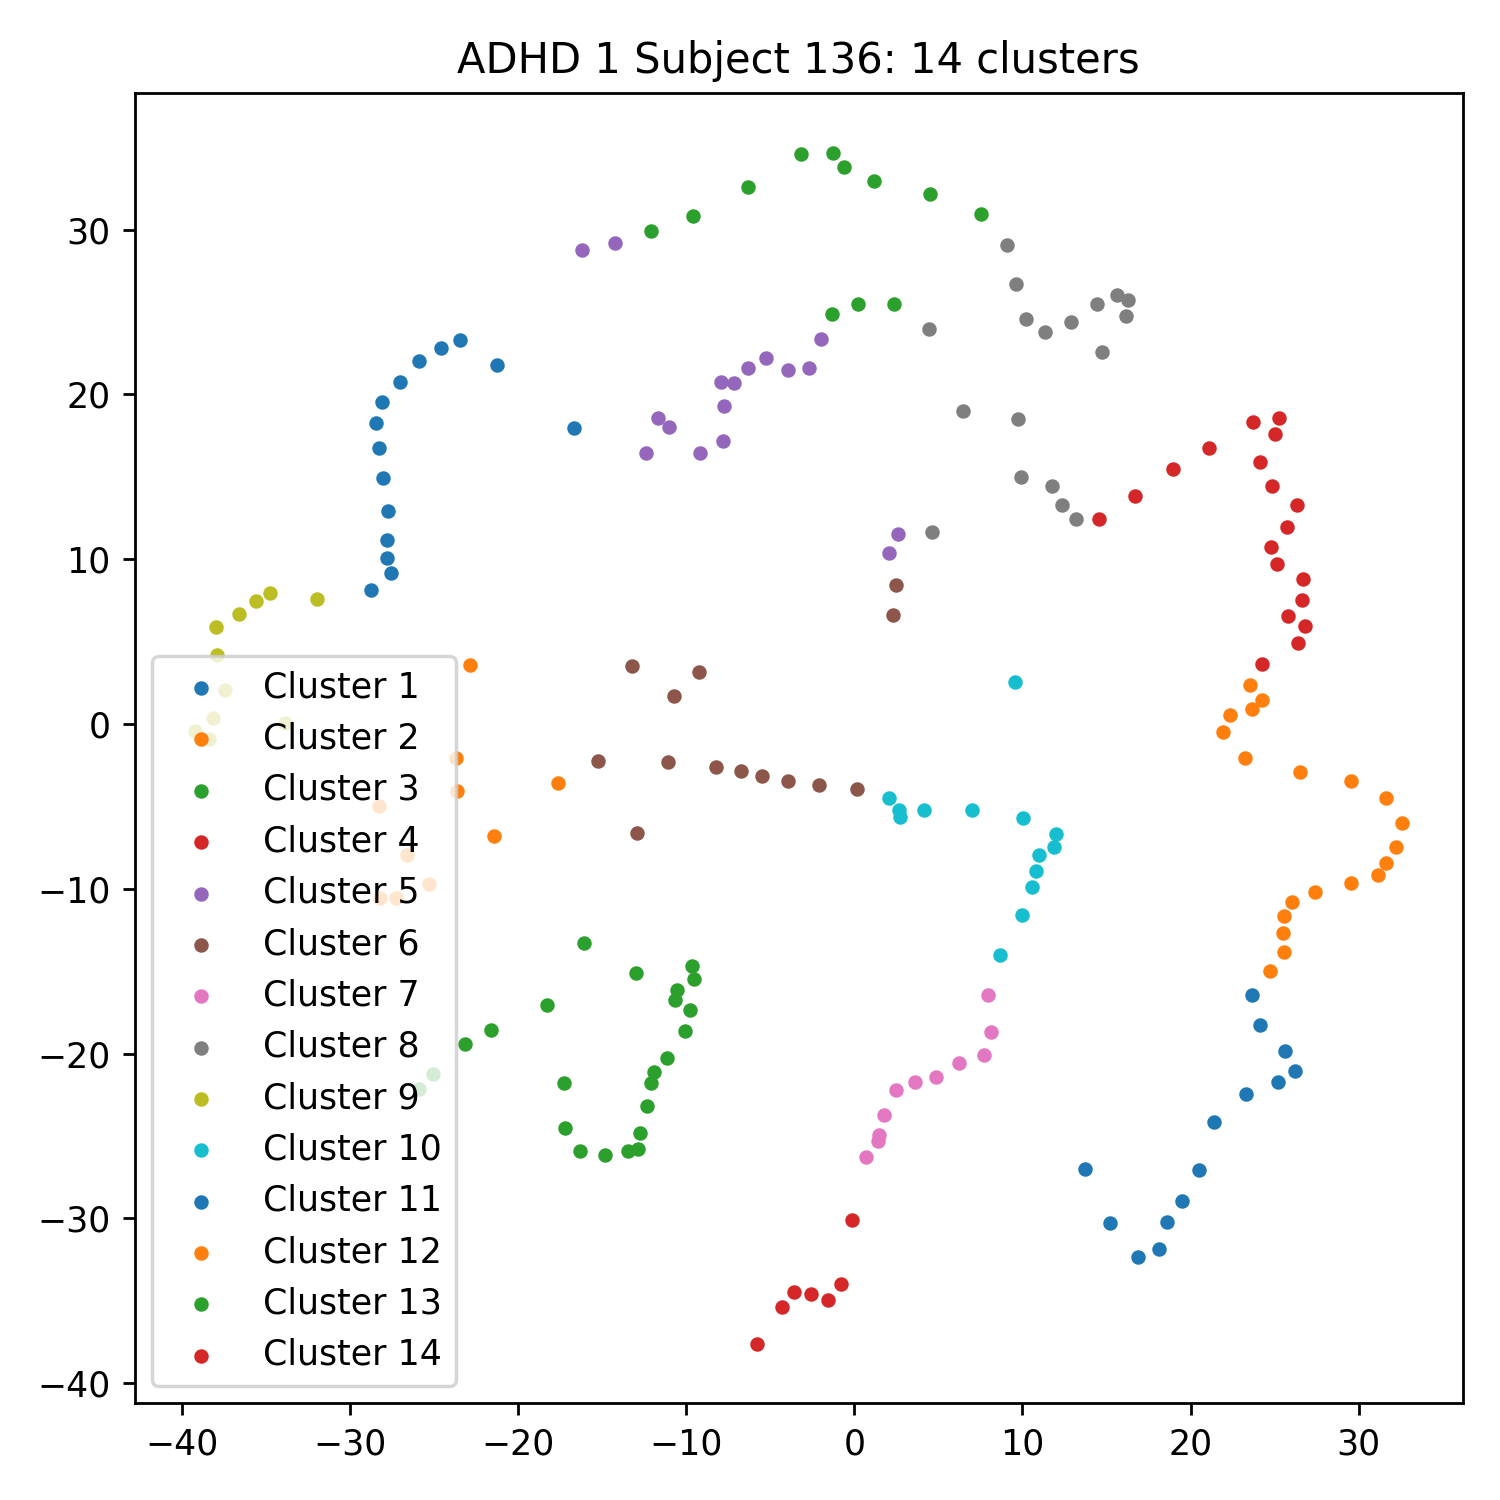 ADHD 1 Subject 136: 14 clusters
30
20
10
0
−10
−20
−30
−40
Cluster 1
Cluster 2
Cluster 3
Cluster 4
Cluster 5
Cluster 6
Cluster 7
Cluster 8
Cluster 9
Cluster 10
Cluster 11
Cluster 12
Cluster 13
Cluster 14
−40 −30 −20 −10 0 10 20 30